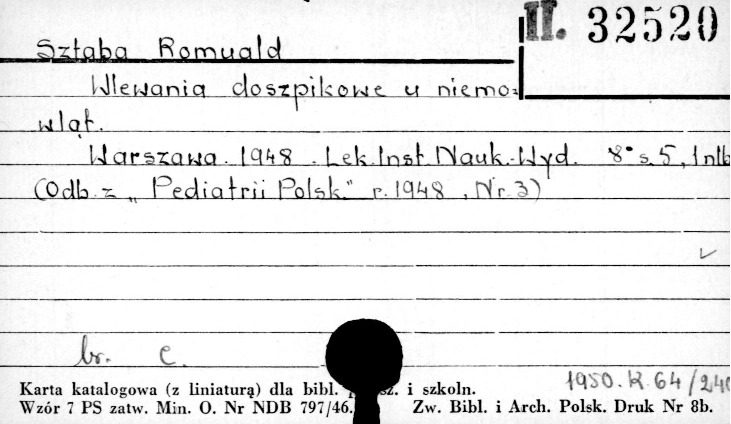 II. 32520
Sztaba Romuald
Wlewania doszpikowe u niemo=
wląt.
Warszawa. 1948. Lek. Inst. Nauk.-Wyd. 8° s. 5, 1 nlb
(Odb. z „Pediatrii Polsk." r. 1948, Nr. 3)
br. C.
1950. K 64/240
Karta katalogowa (z liniaturą) dla bibl. i szkoln.
Wzór 7 PS zatw. Min. O. Nr NDB 797/46. Zw. Bibl. i Arch. Polsk. Druk Nr 8b.